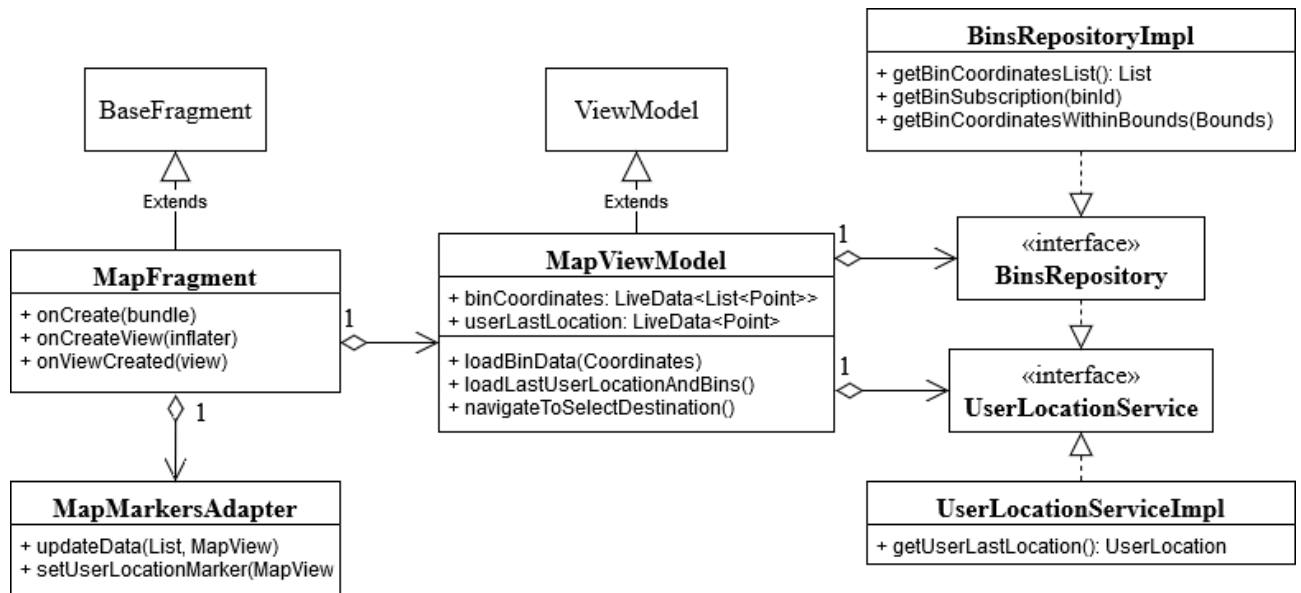 BaseFragment
Extends
MapFragment
+ onCreate(bundle)
+ onCreateView(inflater)
+ onViewCreated(view)
1
1
MapMarkersAdapter
+ updateData(List, MapView)
+ setUserLocationMarker(MapView
ViewModel
Extends
MapViewModel
+ binCoordinates: LiveData<List<Point>>
+ userLastLocation: LiveData<Point>
+ loadBinData(Coordinates)
+ loadLastUserLocationAndBins()
+ navigateToSelectDestination()
1
1
BinsRepositoryImpl
+ getBinCoordinatesList(): List
+ getBinSubscription(binId)
+ getBinCoordinatesWithinBounds(Bounds)
«interface»
BinsRepository
«interface»
UserLocationService
UserLocationServiceImpl
+ getUserLastLocation(): UserLocation